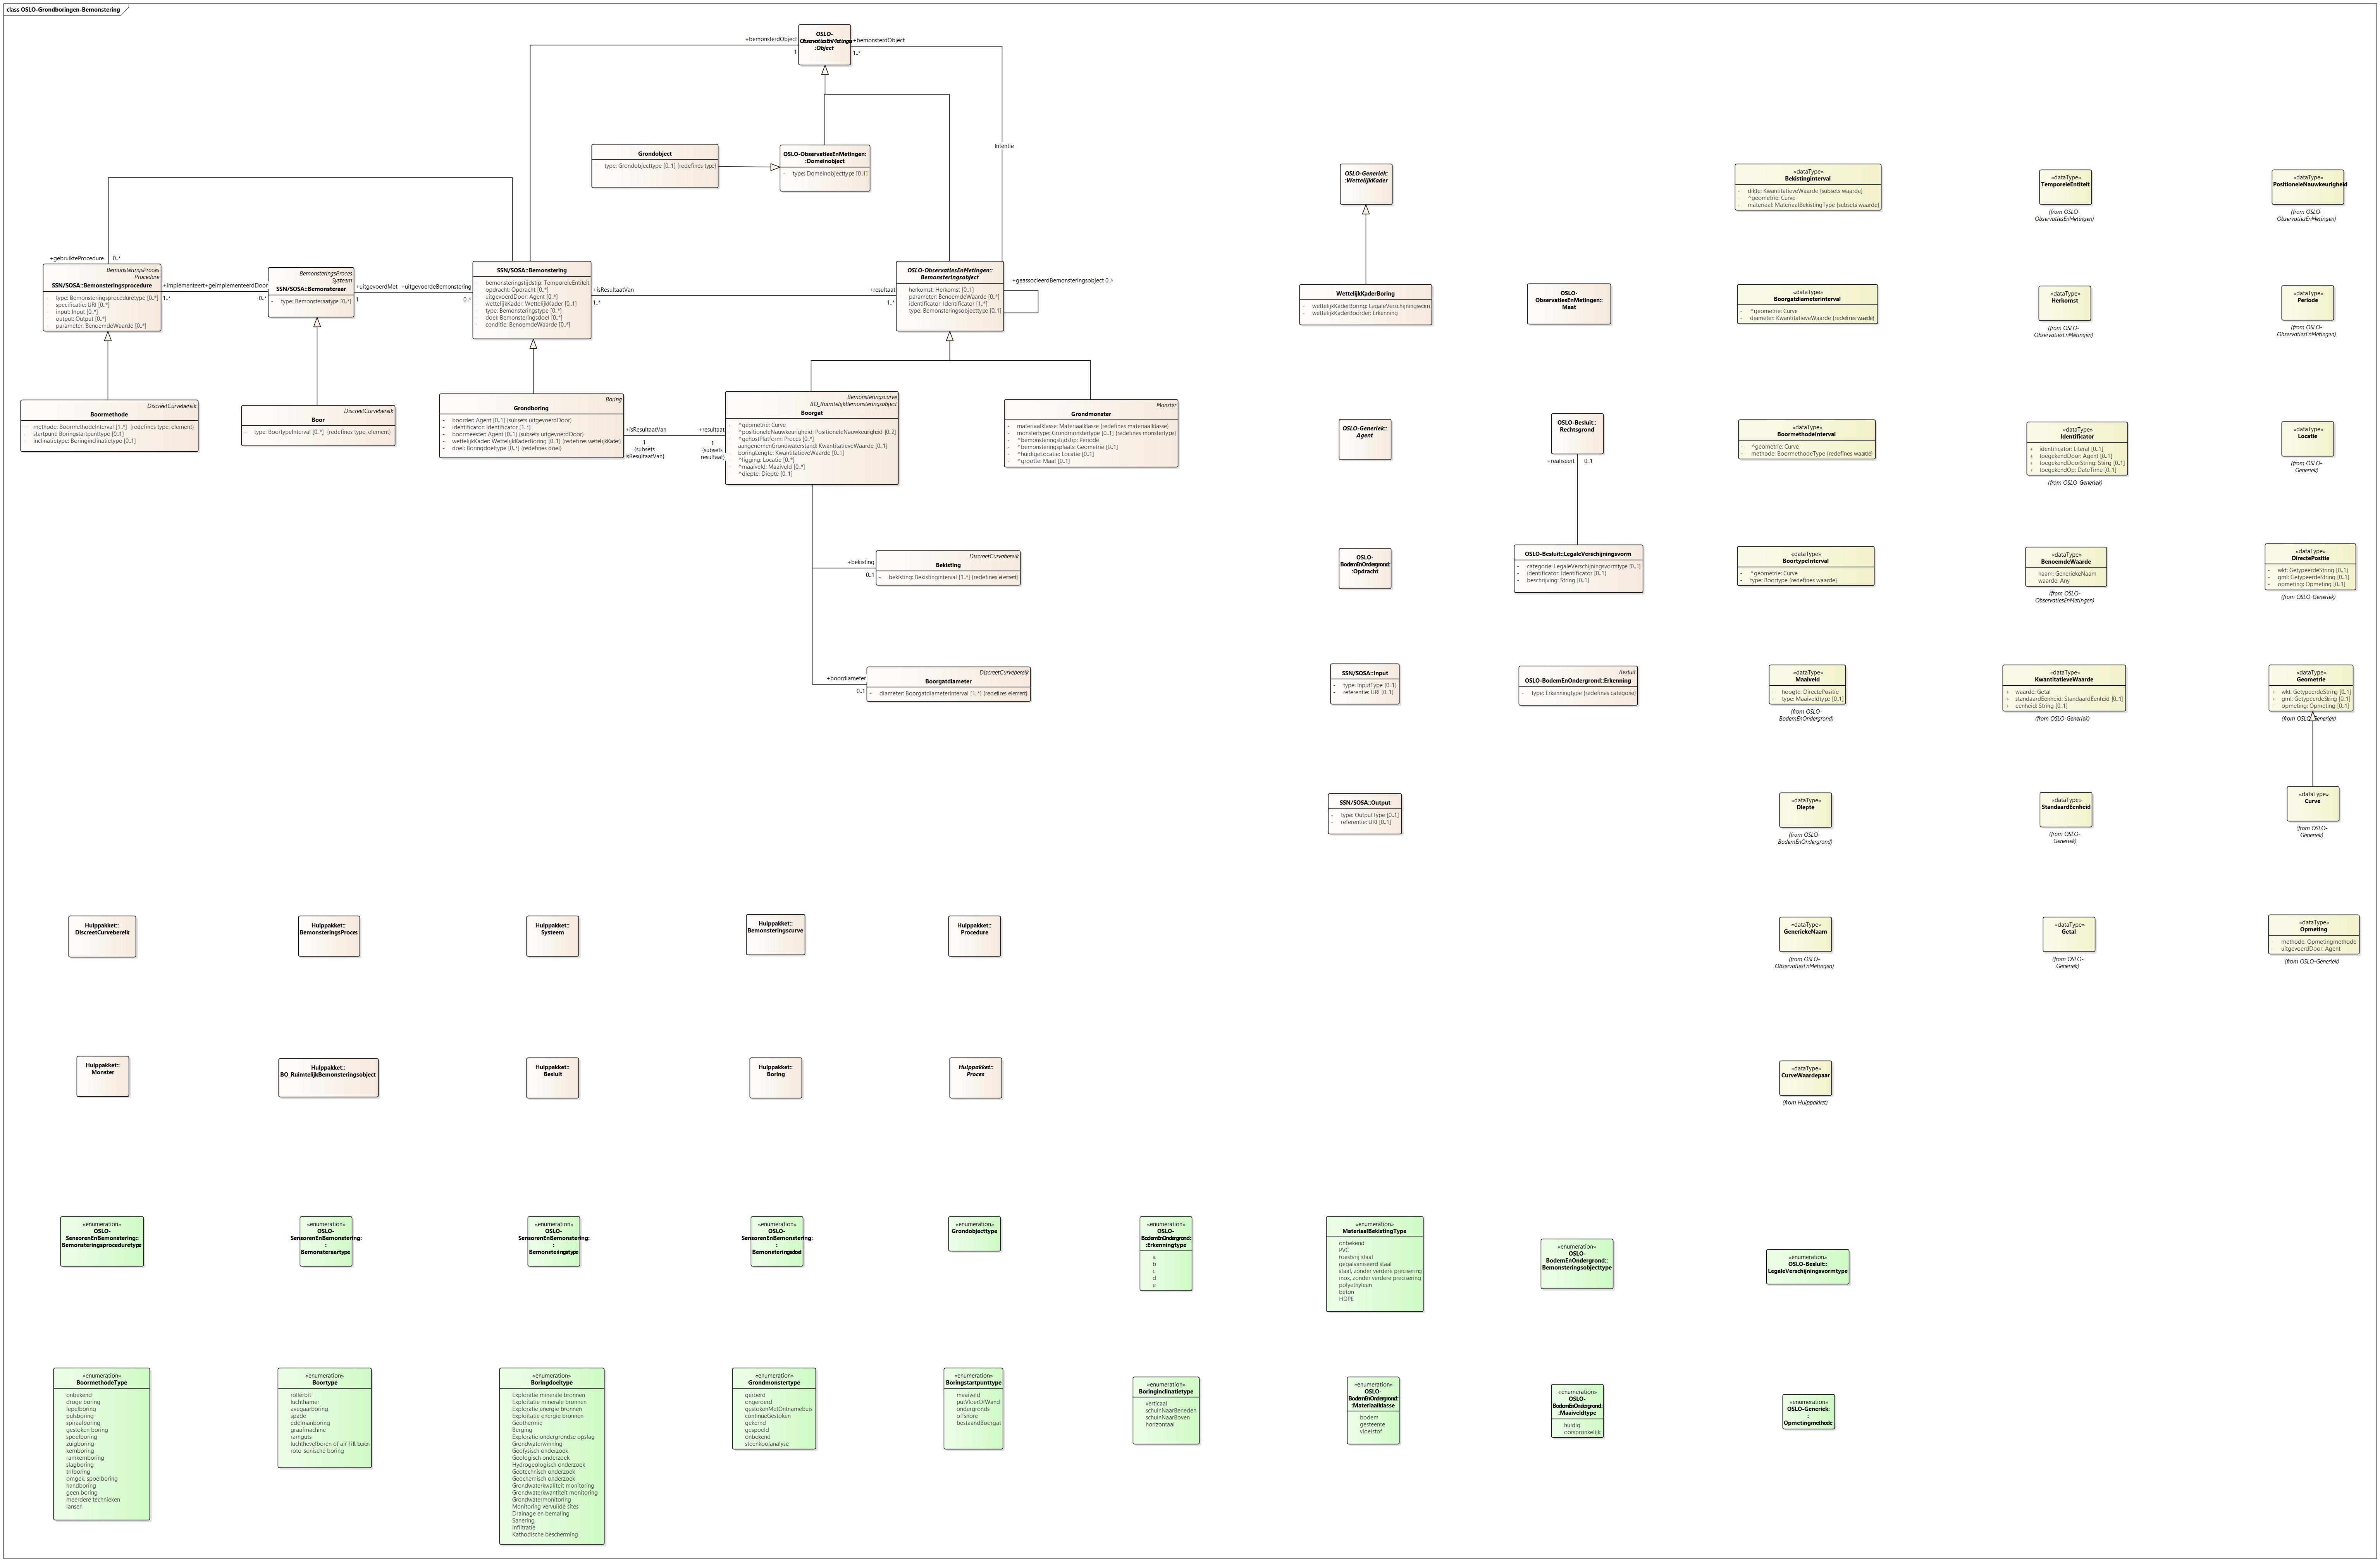 class OSLO-Grondboringen-Bemonstering
OSLO-
ObservatiesEnMetingen:
:Object
+bemonsterdObject
1
+bemonsterdObject
1..*
Intentie
Grondobject
- type: Grondobjecttype [0..1] {redefines type}
OSLO-ObservatiesEnMetingen:
:Domeinobject
- type: Domeinobjecttype [0..1]
+gebruikteProcedure 0..*
BemonsteringsProces
Procedure
SSN/SOSA::Bemonsteringsprocedure
- type: Bemonsteringsproceduretype [0..*]
- specificatie: URI [0..*]
- input: Input [0..*]
- output: Output [0..*]
- parameter: BenoemdeWaarde [0..*]
+implementeert
1..*
+geimplementeerdDoor
0..*
BemonsteringsProces
Systeem
SSN/SOSA::Bemonsteraar
- type: Bemonsteraartype [0..*]
+uitgevoerdMet
1
+uitgevoerdeBemonstering
0..*
SSN/SOSA::Bemonstering
- bemonsteringstijdstip: TemporeleEntiteit
- opdracht: Opdracht [0..*]
- uitgevoerdDoor: Agent [0..*]
- wettelijkKader: WettelijkKader [0..1]
- type: Bemonsteringstype [0..*]
- doel: Bemonsteringsdoel [0..*]
- conditie: BenoemdeWaarde [0..*]
+isResultaatVan
1..*
+resultaat
1..*
OSLO-ObservatiesEnMetingen::
Bemonsteringsobject
- herkomst: Herkomst [0..1]
- parameter: BenoemdeWaarde [0..*]
- identificator: Identificator [1..*]
- type: Bemonsteringsobjecttype [0..1]
+geassocieerdBemonsteringsobject 0..*
DiscreetCurvebereik
Boormethode
- methode: BoormethodeInterval [1..*] {redefines type, element}
- startpunt: Boringstartpunttype [0..1]
- inclinatietype: Boringinclinatietype [0..1]
DiscreetCurvebereik
Boor
- type: BoortypeInterval [0..*] {redefines type, element}
Boring
Grondboring
- boorder: Agent [0..1] {subsets uitgevoerdDoor}
- identificator: Identificator [1..*]
- boormeester: Agent [0..1] {subsets uitgevoerdDoor}
- wettelijkKader: WettelijkKaderBoring [0..1] {redefines wettelijkKader}
- doel: Boringdoeltype [0..*] {redefines doel}
+isResultaatVan
1
{subsets
isResultaatVan}
+resultaat
1
{subsets
resultaat}
Bemonsteringscurve
BO_RuimtelijkBemonsteringsobject
Boorgat
- ^geometrie: Curve
- ^positioneleNauwkeurigheid: PositioneleNauwkeurigheid [0..2]
- ^gehostPlatform: Proces [0..*]
- aangenomenGrondwaterstand: KwantitatieveWaarde [0..1]
- boringLengte: KwantitatieveWaarde [0..1]
- ^ligging: Locatie [0..*]
- ^maaiveld: Maaiveld [0..*]
- ^diepte: Diepte [0..1]
Monster
Grondmonster
- materiaalklasse: Materiaalklasse {redefines materiaalklasse}
- monstertype: Grondmonstertype [0..1] {redefines monstertype}
- ^bemonsteringstijdstip: Periode
- ^bemonsteringsplaats: Geometrie [0..1]
- ^huidigeLocatie: Locatie [0..1]
- ^grootte: Maat [0..1]
+bekisting
0..1
DiscreetCurvebereik
Bekisting
- bekisting: Bekistinginterval [1..*] {redefines element}
+boordiameter
0..1
DiscreetCurvebereik
Boorgatdiameter
- diameter: Boorgatdiameterinterval [1..*] {redefines element}
OSLO-Generiek:
:WettelijkKader
WettelijkKaderBoring
- wettelijkKaderBoring: LegaleVerschijningsvorm
- wettelijkKaderBoorder: Erkenning
OSLO-
ObservatiesEnMetingen::
Maat
OSLO-Generiek::
Agent
OSLO-Besluit::
Rechtsgrond
+realiseert 0..1
OSLO-
BodemEnOndergrond:
:Opdracht
OSLO-Besluit::LegaleVerschijningsvorm
- categorie: LegaleVerschijningsvormtype [0..1]
- identificator: Identificator [0..1]
- beschrijving: String [0..1]
SSN/SOSA::Input
- type: InputType [0..1]
- referentie: URI [0..1]
Besluit
OSLO-BodemEnOndergrond::Erkenning
- type: Erkenningtype {redefines categorie}
SSN/SOSA::Output
- type: OutputType [0..1]
- referentie: URI [0..1]
«dataType»
Bekistinginterval
- dikte: KwantitatieveWaarde {subsets waarde}
- ^geometrie: Curve
- materiaal: MateriaalBekistingType {subsets waarde}
«dataType»
TemporeleEntiteit
(from OSLO-
ObservatiesEnMetingen)
«dataType»
PositioneleNauwkeurigheid
(from OSLO-
ObservatiesEnMetingen)
«dataType»
Boorgatdiameterinterval
- ^geometrie: Curve
- diameter: KwantitatieveWaarde {redefines waarde}
«dataType»
Herkomst
(from OSLO-
ObservatiesEnMetingen)
«dataType»
Periode
(from OSLO-
ObservatiesEnMetingen)
«dataType»
BoormethodeInterval
- ^geometrie: Curve
- methode: BoormethodeType {redefines waarde}
«dataType»
Identificator
+ identificator: Literal [0..1]
+ toegekendDoor: Agent [0..1]
+ toegekendDoorString: String [0..1]
+ toegekendOp: DateTime [0..1]
(from OSLO-Generiek)
«dataType»
Locatie
(from OSLO-
Generiek)
«dataType»
BoortypeInterval
- ^geometrie: Curve
- type: Boortype {redefines waarde}
«dataType»
BenoemdeWaarde
- naam: GeneriekeNaam
- waarde: Any
(from OSLO-
ObservatiesEnMetingen)
«dataType»
DirectePositie
- wkt: GetypeerdeString [0..1]
- gml: GetypeerdeString [0..1]
- opmeting: Opmeting [0..1]
(from OSLO-Generiek)
«dataType»
Maaiveld
- hoogte: DirectePositie
- type: Maaiveldtype [0..1]
(from OSLO-
BodemEnOndergrond)
«dataType»
KwantitatieveWaarde
+ waarde: Getal
+ standaardEenheid: StandaardEenheid [0..1]
+ eenheid: String [0..1]
(from OSLO-Generiek)
«dataType»
Geometrie
+ wkt: GetypeerdeString [0..1]
+ gml: GetypeerdeString [0..1]
- opmeting: Opmeting [0..1]
(from OSLO-Generiek)
«dataType»
Diepte
(from OSLO-
BodemEnOndergrond)
«dataType»
StandaardEenheid
(from OSLO-
Generiek)
«dataType»
Curve
(from OSLO-
Generiek)
Hulppakket::
DiscreetCurvebereik
Hulppakket::
BemonsteringsProces
Hulppakket::
Systeem
Hulppakket::
Bemonsteringscurve
Hulppakket::
Procedure
«dataType»
GeneriekeNaam
(from OSLO-
ObservatiesEnMetingen)
«dataType»
Getal
(from OSLO-
Generiek)
«dataType»
Opmeting
- methode: Opmetingmethode
- uitgevoerdDoor: Agent
(from OSLO-Generiek)
Hulppakket::
Monster
Hulppakket::
BO_RuimtelijkBemonsteringsobject
Hulppakket::
Besluit
Hulppakket::
Boring
Hulppakket::
Proces
«dataType»
CurveWaardepaar
(from Hulppakket)
«enumeration»
OSLO-
SensorenEnBemonstering::
Bemonsteringsproceduretype
«enumeration»
OSLO-
SensorenEnBemonstering:
:
Bemonsteraartype
«enumeration»
OSLO-
SensorenEnBemonstering:
:
Bemonsteringstype
«enumeration»
OSLO-
SensorenEnBemonstering:
:
Bemonsteringsdoel
«enumeration»
Grondobjecttype
«enumeration»
OSLO-
BodemEnOndergrond:
:Erkenningtype
a
b
c
d
e
«enumeration»
MateriaalBekistingType
onbekend
PVC
roestvrij staal
gegalvaniseerd staal
staal, zonder verdere precisering
inox, zonder verdere precisering
polyethyleen
beton
HDPE
«enumeration»
OSLO-
BodemEnOndergrond::
Bemonsteringsobjecttype
«enumeration»
OSLO-Besluit::
LegaleVerschijningsvormtype
«enumeration»
BoormethodeType
onbekend
droge boring
lepelboring
pulsboring
spiraalboring
gestoken boring
spoelboring
zuigboring
kernboring
ramkernboring
slagboring
trilboring
omgek. spoelboring
handboring
geen boring
meerdere technieken
lansen
«enumeration»
Boortype
rollerbit
luchthamer
avegaarboring
spade
edelmanboring
graafmachine
ramguts
luchthevelboren of air-lift boren
roto-sonische boring
«enumeration»
Boringdoeltype
Exploratie minerale bronnen
Exploitatie minerale bronnen
Exploratie energie bronnen
Exploitatie energie bronnen
Geothermie
Berging
Exploratie ondergrondse opslag
Grondwaterwinning
Geofysisch onderzoek
Geologisch onderzoek
Hydrogeologisch onderzoek
Geotechnisch onderzoek
Geochemisch onderzoek
Grondwaterkwaliteit monitoring
Grondwaterkwantiteit monitoring
Grondwatermonitoring
Monitoring vervuilde sites
Drainage en bemaling
Sanering
Infiltratie
Kathodische bescherming
«enumeration»
Grondmonstertype
geroerd
ongeroerd
gestokenMetOntnamebuis
continueGestoken
gekernd
gespoeld
onbekend
steenkoolanalyse
«enumeration»
Boringstartpunttype
maaiveld
putVloerOfWand
ondergronds
offshore
bestaandBoorgat
«enumeration»
Boringinclinatietype
verticaal
schuinNaarBeneden
schuinNaarBoven
horizontaal
«enumeration»
OSLO-
BodemEnOndergrond:
:Materiaalklasse
bodem
gesteente
vloeistof
«enumeration»
OSLO-
BodemEnOndergrond:
:Maaiveldtype
huidig
oorspronkelijk
«enumeration»
OSLO-Generiek:
:
Opmetingmethode